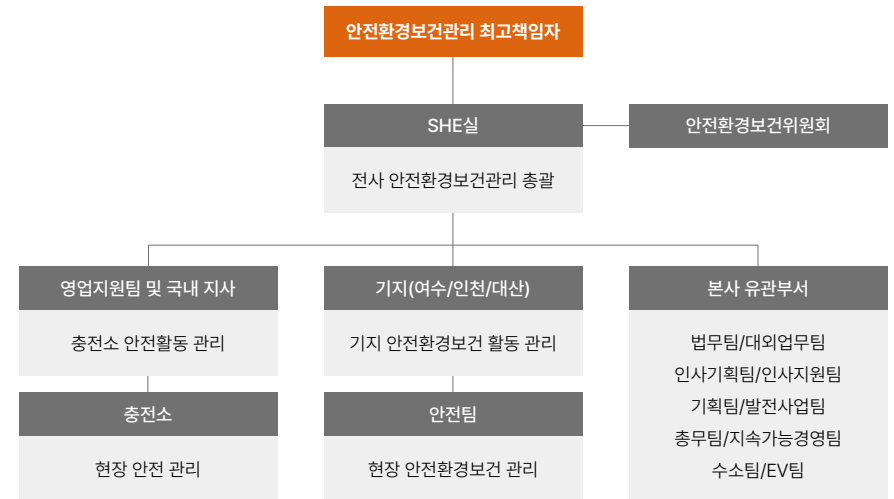 안전환경보건관리 최고책임자
SHE실
안전환경보건위원회
전사 안전환경보건관리 총괄
영업지원팀 및 국내 지사
충전소 안전활동 관리
충전소
현장 안전 관리
기지(여수/인천/대산)
기지 안전환경보건 활동 관리
안전팀
현장 안전환경보건 관리
본사 유관부서
법무팀/대외업무팀
인사기획팀/인사지원팀
기획팀/발전사업팀
총무팀/지속가능경영팀
수소팀/EV팀